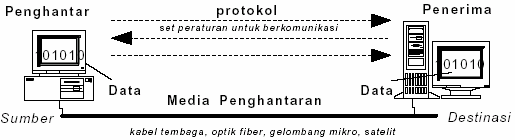 Penghantar
protokol
Penerima
set peraturan untuk berkomunikasi
101010
101010
Data
Data
Media Penghantaran
Sumber
Destinasi
kabel tembaga, optik fiber, gelombang mikro, satelit